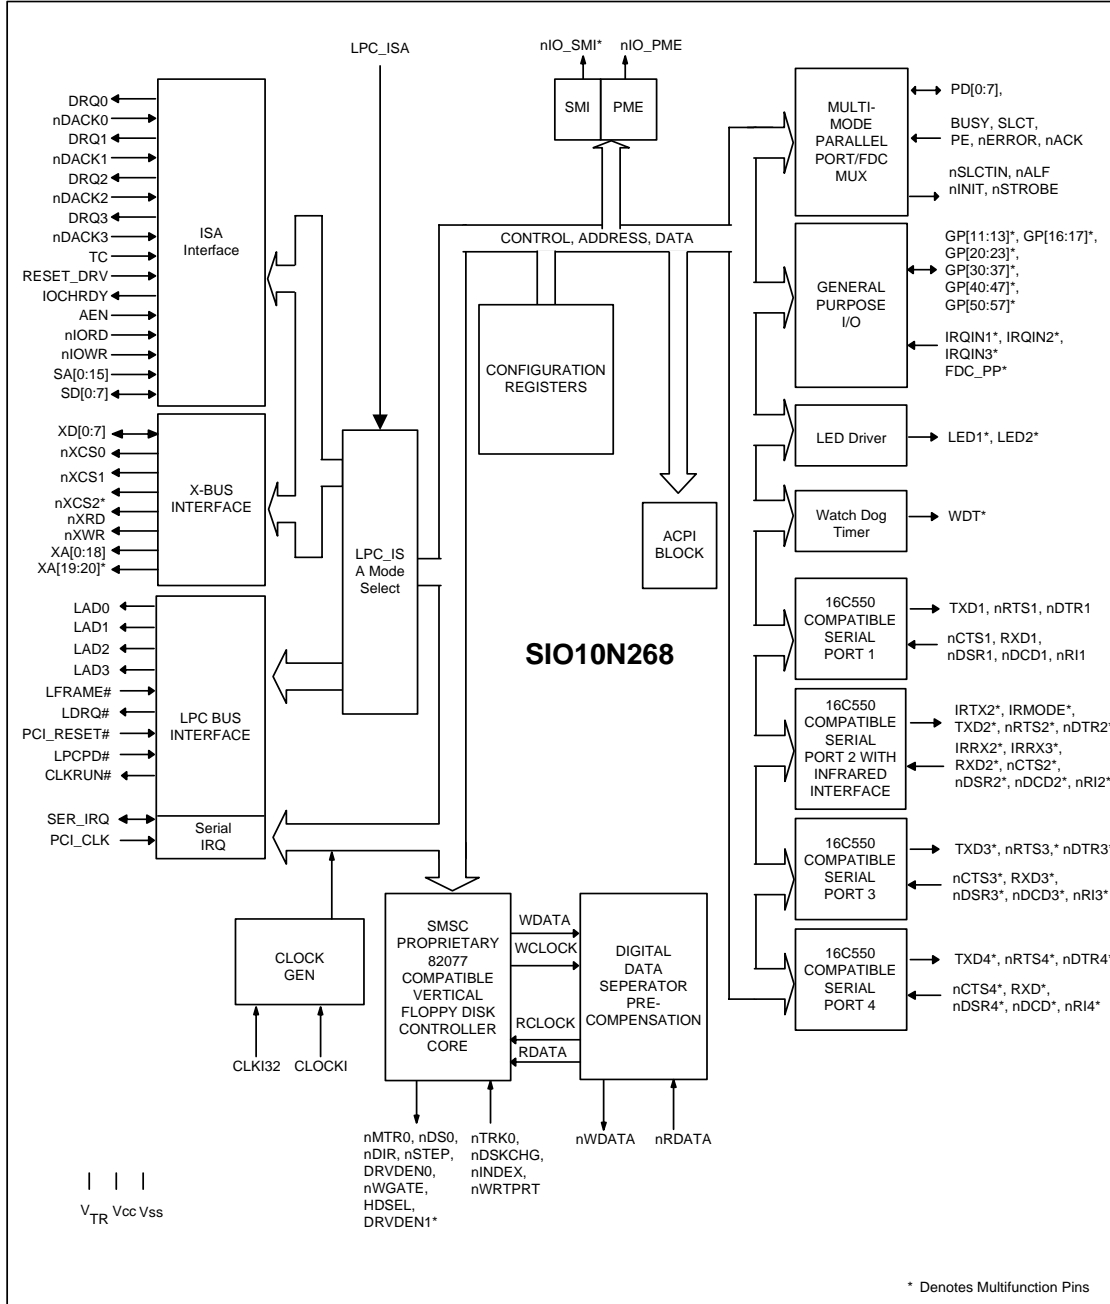 LPC_ISA
nIO_SMI*
nIO_PME
SMI
PME
DRQ0
nDACK0
DRQ1
nDACK1
DRQ2
nDACK2
DRQ3
nDACK3
TC
RESET_DRV
IOCHRDY
AEN
nIORD
nIOWR
SA[0:15]
SD[0:7]
ISA
Interface
XD[0:7]
nXCS0
nXCS1
nXCS2*
nXRD
nXWR
XA[0:18]
XA[19:20]*
X-BUS
INTERFACE
LAD0
LAD1
LAD2
LAD3
LFRAME#
LDRQ#
PCI_RESET#
LPCPD#
CLKRUN#
LPC BUS
INTERFACE
SER_IRQ
PCI_CLK
Serial
IRQ
LPC_IS
A Mode
Select
CONTROL, ADDRESS, DATA
CONFIGURATION
REGISTERS
ACPI
BLOCK
SIO10N268
MULTI-
MODE
PARALLEL
PORT/FDC
MUX
PD[0:7],
BUSY, SLCT,
PE, nERROR, nACK
nSLCTIN, nALF
nINIT, nSTROBE
GENERAL
PURPOSE
I/O
GP[11:13]*, GP[16:17]*,
GP[20:23]*,
GP[30:37]*,
GP[40:47]*,
GP[50:57]*
IRQIN1*, IRQIN2*,
IRQIN3*
FDC_PP*
LED Driver
LED1*, LED2*
Watch Dog
Timer
WDT*
16C550
COMPATIBLE
SERIAL
PORT 1
TXD1, nRTS1, nDTR1
nCTS1, RXD1,
nDSR1, nDCD1, nRI1
16C550
COMPATIBLE
SERIAL
PORT 2 WITH
INFRARED
INTERFACE
IRTX2*, IRMODE*,
TXD2*, nRTS2*, nDTR2*
IRRX2*, IRRX3*,
RXD2*, nCTS2*,
nDSR2*, nDCD2*, nRI2*
16C550
COMPATIBLE
SERIAL
PORT 3
TXD3*, nRTS3,* nDTR3*
nCTS3*, RXD3*,
nDSR3*, nDCD3*, nRI3*
16C550
COMPATIBLE
SERIAL
PORT 4
TXD4*, nRTS4*, nDTR4*
nCTS4*, RXD*,
nDSR4*, nDCD*, nRI4*
CLOCK
GEN
CLKI32
CLOCKI
SMSC
PROPRIETARY
82077
COMPATIBLE
VERTICAL
FLOPPY DISK
CONTROLLER
CORE
WDATA
WCLOCK
RCLOCK
RDATA
DIGITAL
DATA
SEPERATOR
PRE-
COMPENSATION
nMTR0, nDS0,
nDIR, nSTEP,
DRVDEN0,
nWGATE,
HDSEL,
DRVDEN1*
nTRK0,
nDSKCHG,
nINDEX,
nWRTPRT
nWDATA
nRDATA
VTR Vcc Vss
* Denotes Multifunction Pins